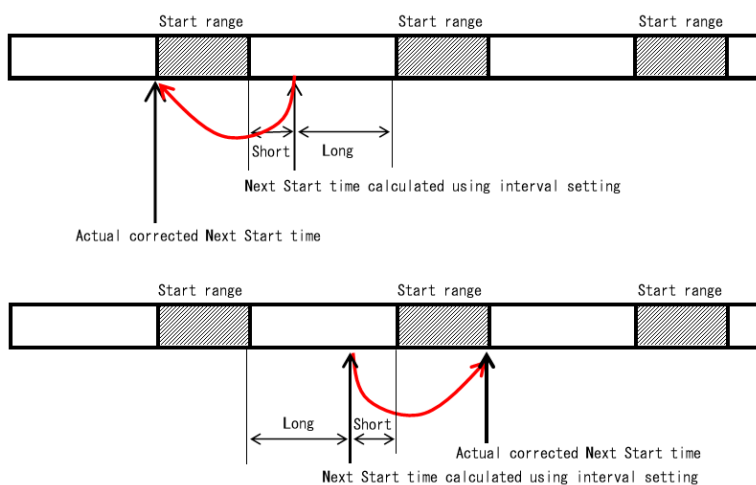 Start range Start range Start range
Short Long
Next Start time calculated using interval setting
Actual corrected Next Start time
Start range Start range Start range
Long Short
Actual corrected Next Start time
Next Start time calculated using interval setting